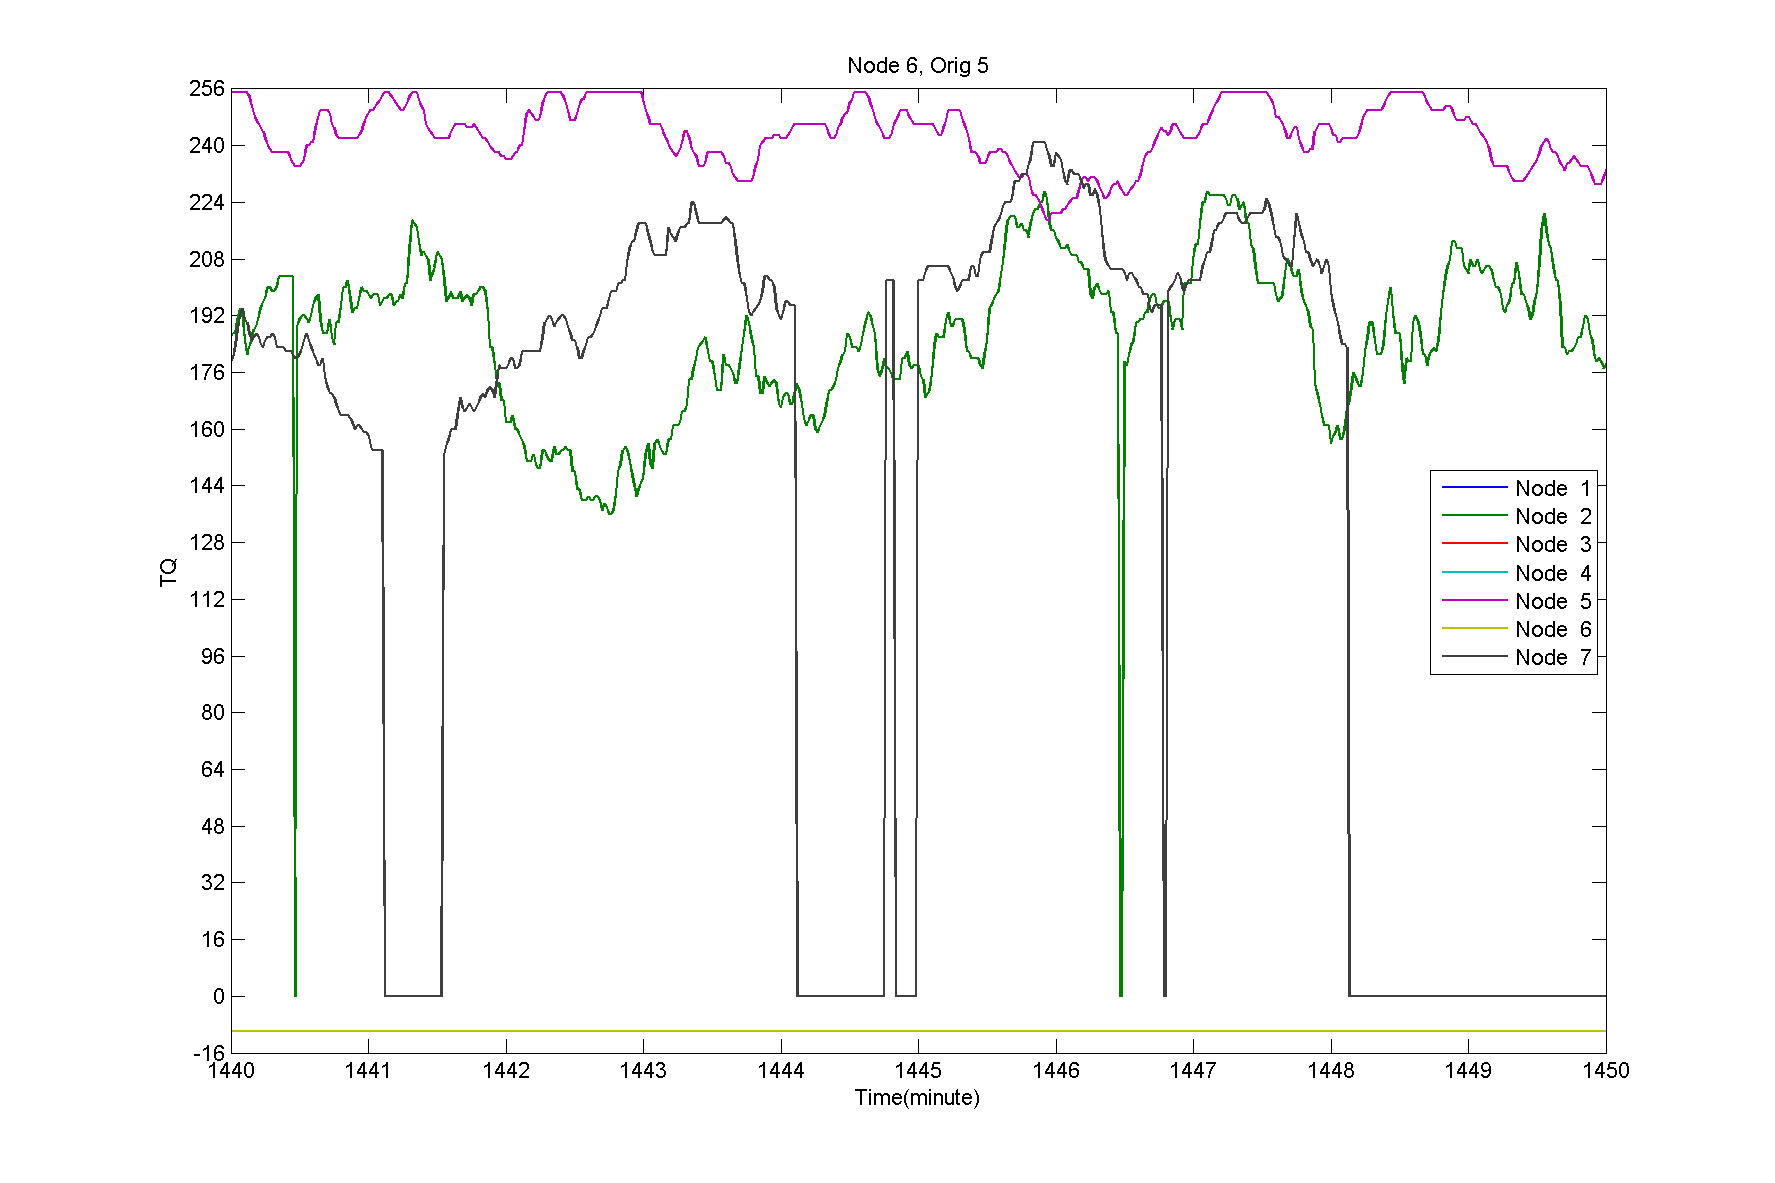 Node 6, Orig 5
256
240
224
208
192
176
160
144
128
112
96
80
64
48
32
16
0
-16
TQ
Node 1
Node 2
Node 3
Node 4
Node 5
Node 6
Node 7
1440 1441 1442 1443 1444 1445 1446 1447 1448 1449 1450
Time(minute)